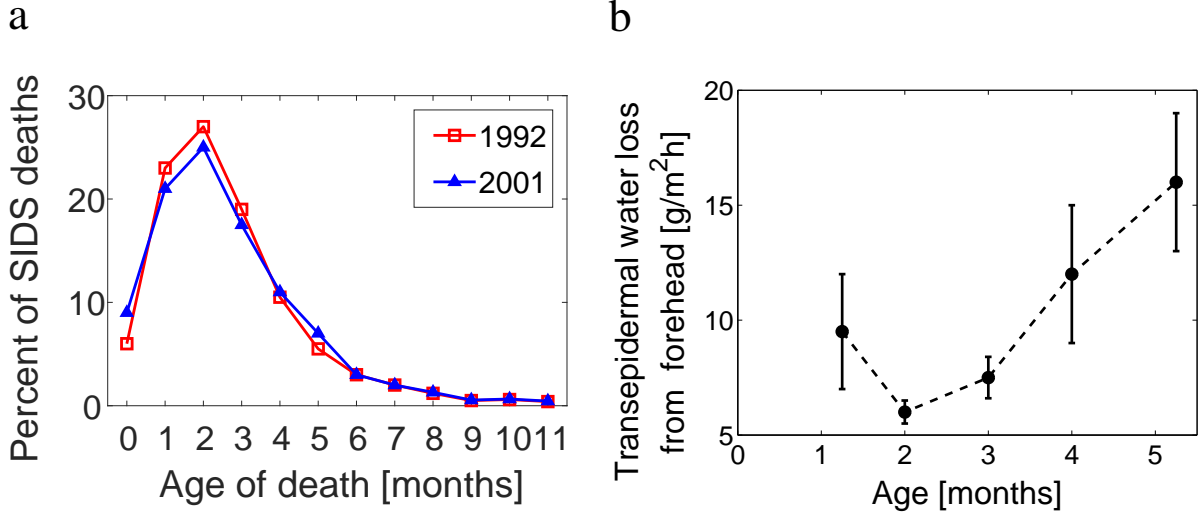 a
Percent of SIDS deaths
30
20
10
0
1992
2001
0 1 2 3 4 5 6 7 8 9 10 11
Age of death [months]
b
Transepidermal water loss
from forehead [g/m²h]
20
15
10
5
0 1 2 3 4 5
Age [months]